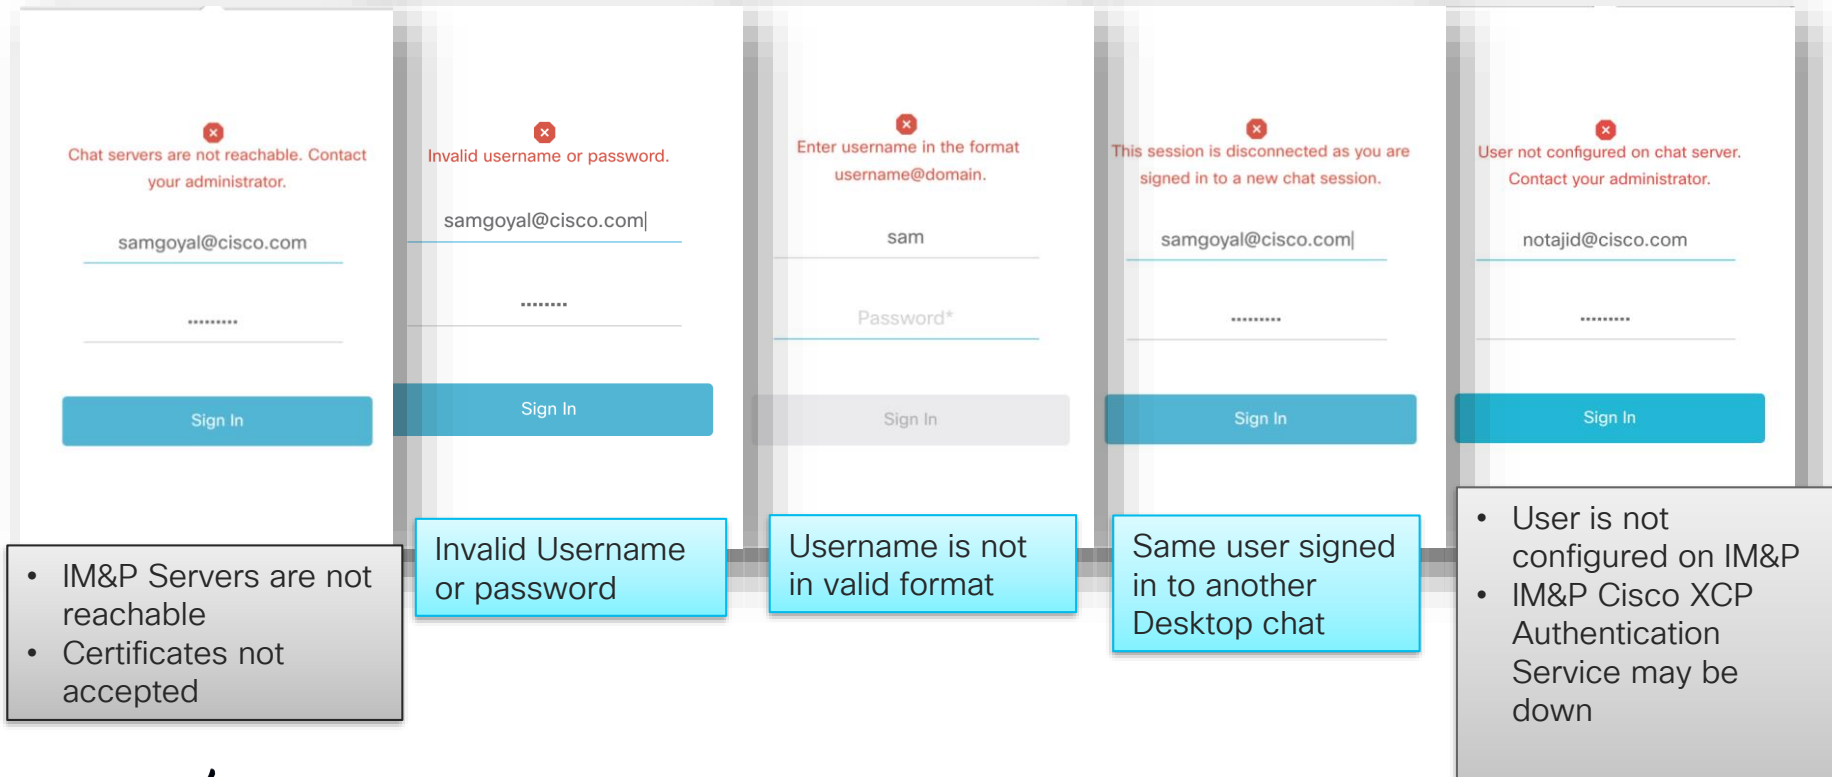 Chat servers are not reachable. Contact
your administrator.
samgoyal@cisco.com
•••••••••
Sign In
• IM&P Servers are not
reachable
• Certificates not
accepted
Invalid username or password.
samgoyal@cisco.com
••••••••
Sign In
Invalid Username
or password
Enter username in the format
username@domain.
sam
Password*
Sign In
Username is not
in valid format
This session is disconnected as you are
signed in to a new chat session.
samgoyal@cisco.com
•••••••••
Sign In
Same user signed
in to another
Desktop chat
User not configured on chat server.
Contact your administrator.
notajid@cisco.com
•••••••••
Sign In
• User is not
configured on IM&P
• IM&P Cisco XCP
Authentication
Service may be
down